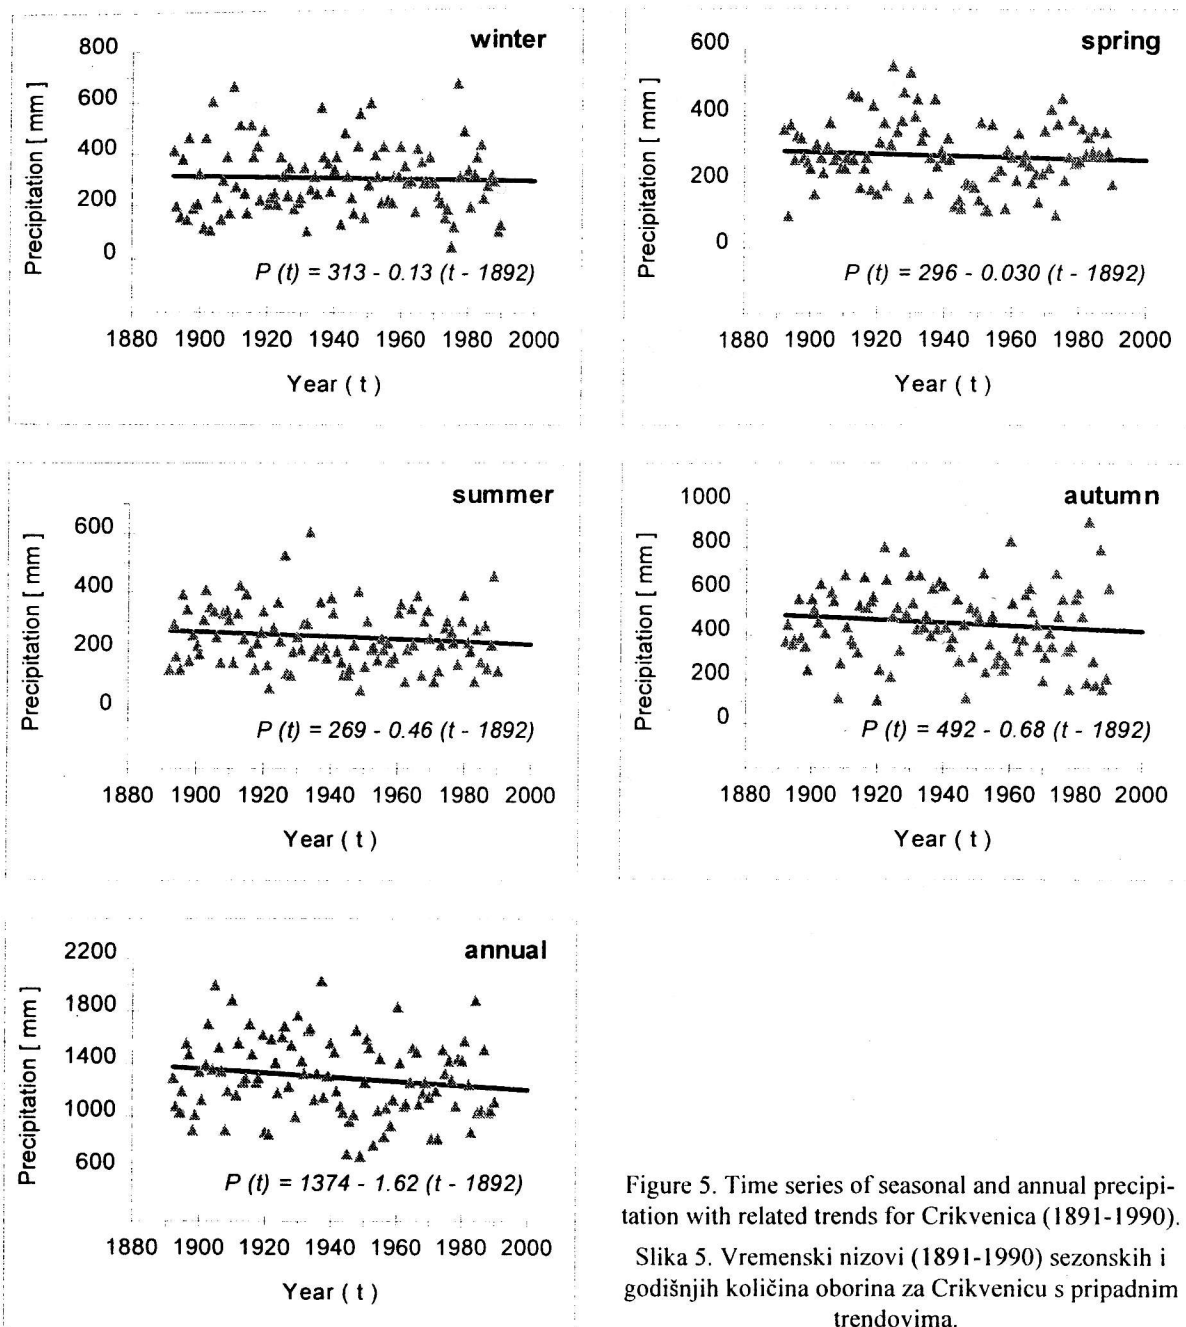 winter
Precipitation [ mm ]
800
600
400
200
0
P (t) = 313 - 0.13 (t - 1892)
1880 1900 1920 1940 1960 1980 2000
Year ( t )
spring
Precipitation [ mm ]
600
400
200
0
P (t) = 296 - 0.030 (t - 1892)
1880 1900 1920 1940 1960 1980 2000
Year ( t )
summer
Precipitation [ mm ]
600
400
200
0
P (t) = 269 - 0.46 (t - 1892)
1880 1900 1920 1940 1960 1980 2000
Year ( t )
autumn
Precipitation [ mm ]
1000
800
600
400
200
0
P (t) = 492 - 0.68 (t - 1892)
1880 1900 1920 1940 1960 1980 2000
Year ( t )
annual
Precipitation [ mm ]
2200
1800
1400
1000
600
P (t) = 1374 - 1.62 (t - 1892)
1880 1900 1920 1940 1960 1980 2000
Year ( t )
Figure 5. Time series of seasonal and annual precipi-
tation with related trends for Crikvenica (1891-1990).
Slika 5. Vremenski nizovi (1891-1990) sezonskih i
godišnjih količina oborina za Crikvenicu s pripadnim
trendovima.